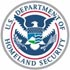 U.S. DEPARTMENT OF
HOMELAND SECURITY